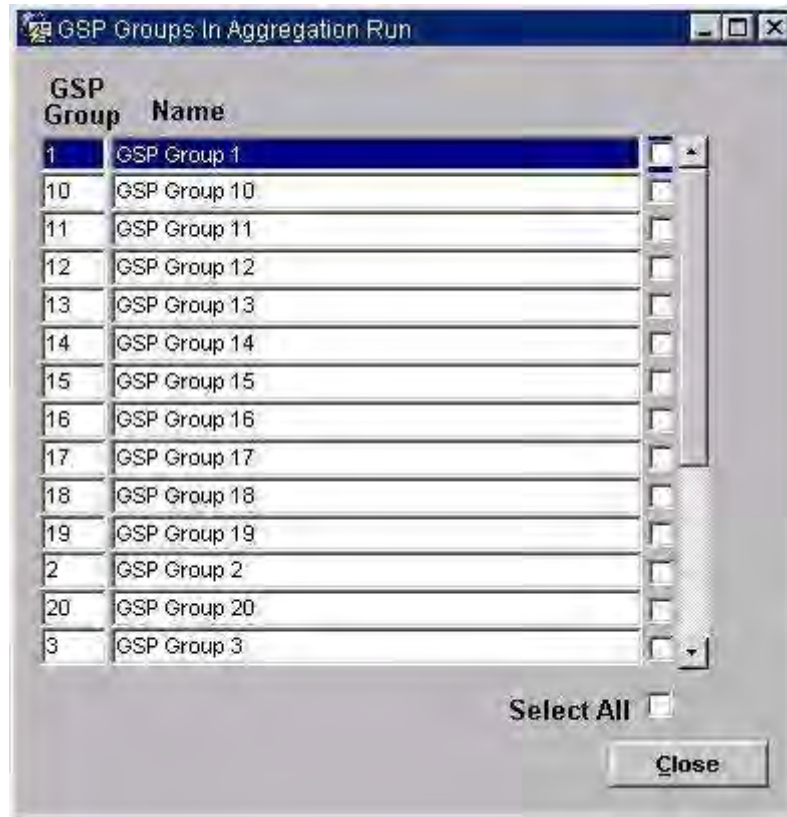 GSP Groups In Aggregation Run
GSP
Group Name
1 GSP Group 1
10 GSP Group 10
11 GSP Group 11
12 GSP Group 12
13 GSP Group 13
14 GSP Group 14
15 GSP Group 15
16 GSP Group 16
17 GSP Group 17
18 GSP Group 18
19 GSP Group 19
2 GSP Group 2
20 GSP Group 20
3 GSP Group 3
Select All
Close